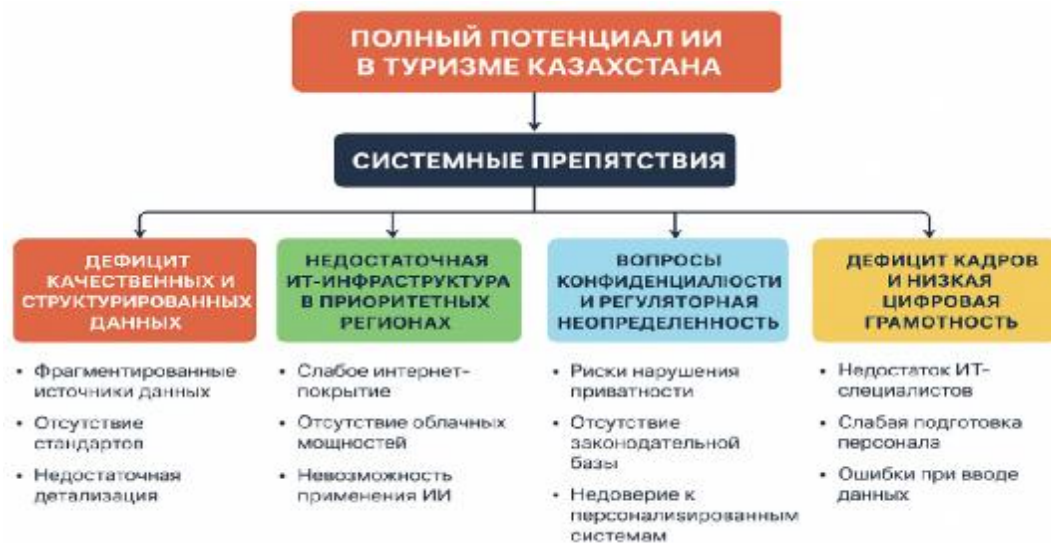 ПОЛНЫЙ ПОТЕНЦИАЛ ИИ
В ТУРИЗМЕ КАЗАХСТАНА
СИСТЕМНЫЕ ПРЕПЯТСТВИЯ
ДЕФИЦИТ
КАЧЕСТВЕННЫХ И
СТРУКТУРИРОВАННЫХ
ДАННЫХ
• Фрагментированные
источники данных
• Отсутствие
стандартов
• Недостаточная
детализация
НЕДОСТАТОЧНАЯ
ИТ-ИНФРАСТРУКТУРА
В ПРИОРИТЕТНЫХ
РЕГИОНАХ
• Слабое интернет-
покрытие
• Отсутствие облачных
мощностей
• Невозможность
применения ИИ
ВОПРОСЫ
КОНФИДЕНЦИАЛЮСТИ
И РЕГУЛЯТОРНАЯ
НЕОПРЕДЕЛЕННОСТЬ
• Риски нарушения
приватности
• Отсутствие
законодательной
базы
• Недоверие к
персонализированным
системам
ДЕФИЦИТ КАДРОВ
И НИЗКАЯ
ЦИФРОВАЯ
ГРАМОТНОСТЬ
• Недостаток ИТ-
специалистов
• Слабая подготовка
персонала
• Ошибки при вводе
данных